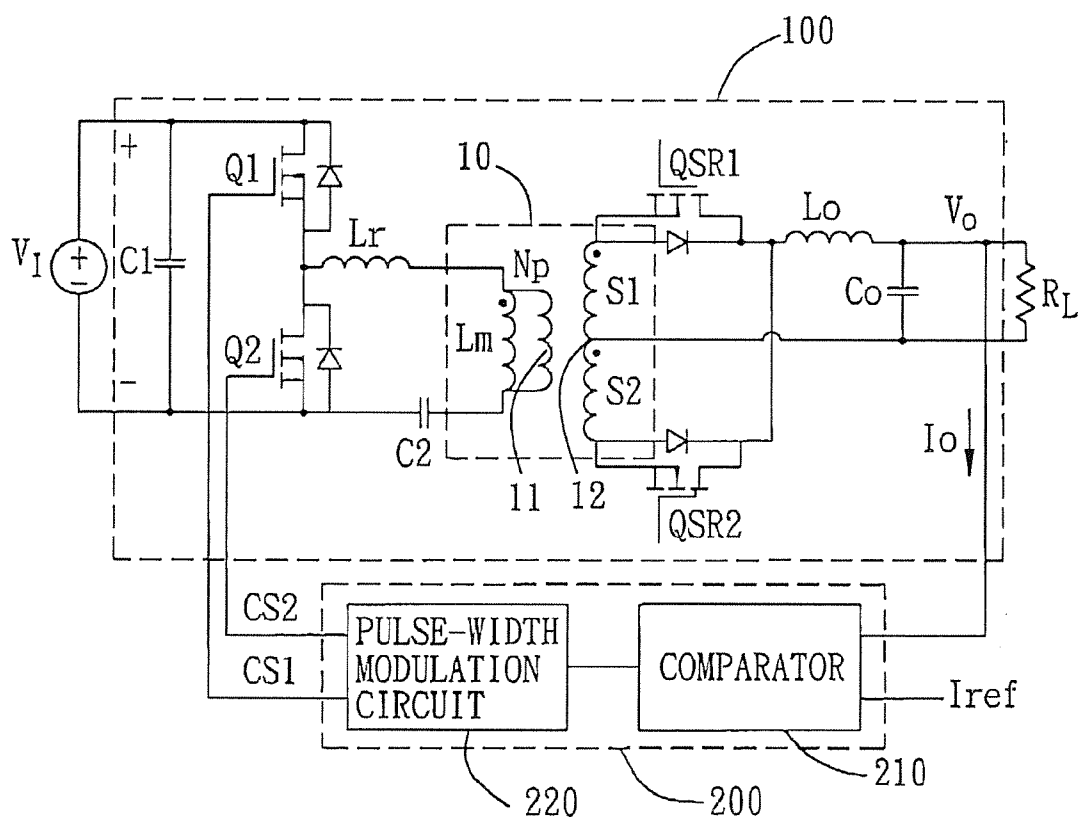 100
+
Q1
10
QSR1
Lr
Lo
Vo
VI
+
−
C1
Np
S1
Co
RL
Lm
Q2
S2
−
C2
11
12
Io
QSR2
CS2
CS1
PULSE-WIDTH
MODULATION
CIRCUIT
COMPARATOR
Iref
220
200
210